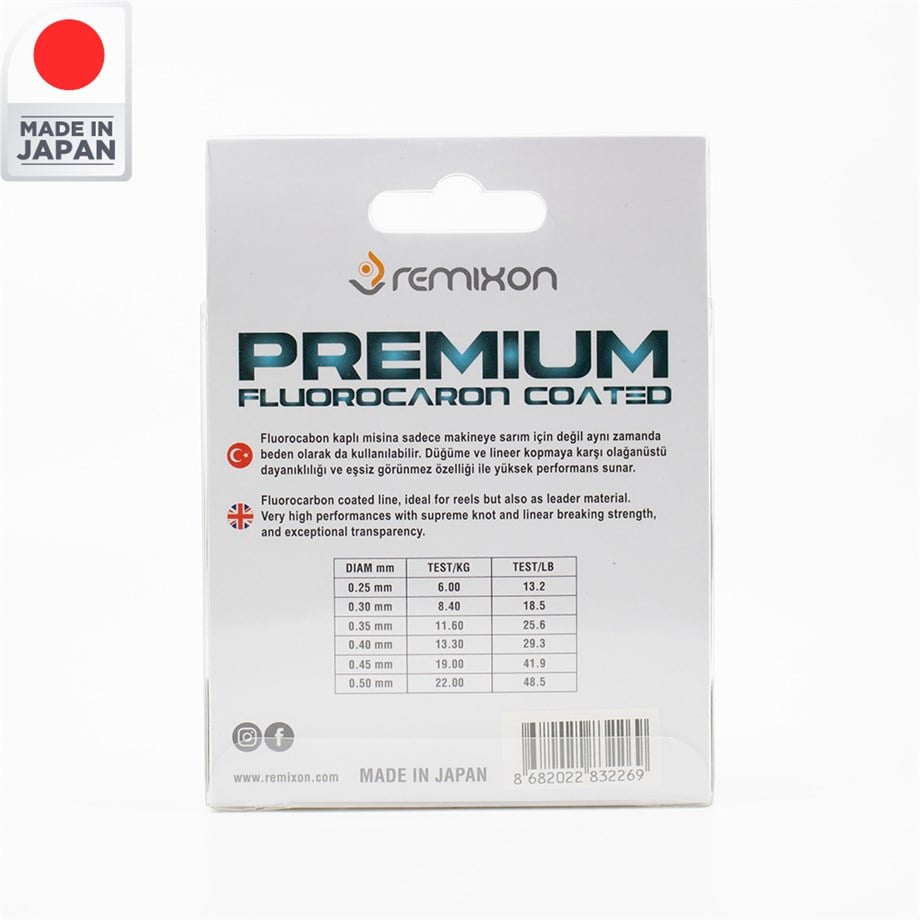 MADE IN
JAPAN
remixon
PREMIUM
FLUOROCARON COATED
Fluorocabon kaplı misina sadece makineye sarım için değil aynı zamanda
beden olarak da kullanılabilir. Düğüme ve lineer kopmaya karşı olağanüstü
dayanıklılığı ve eşsiz görünmez özelliği ile yüksek performans sunar.
Fluorocarbon coated line, ideal for reels but also as leader material.
Very high performances with supreme knot and linear breaking strength,
and exceptional transparency.
DIAM mm TEST/KG TEST/LB
0.25 mm 6.00 13.2
0.30 mm 8.40 18.5
0.35 mm 11.60 25.6
0.40 mm 13.30 29.3
0.45 mm 19.00 41.9
0.50 mm 22.00 48.5
www.remixon.com MADE IN JAPAN
8 682022 832269